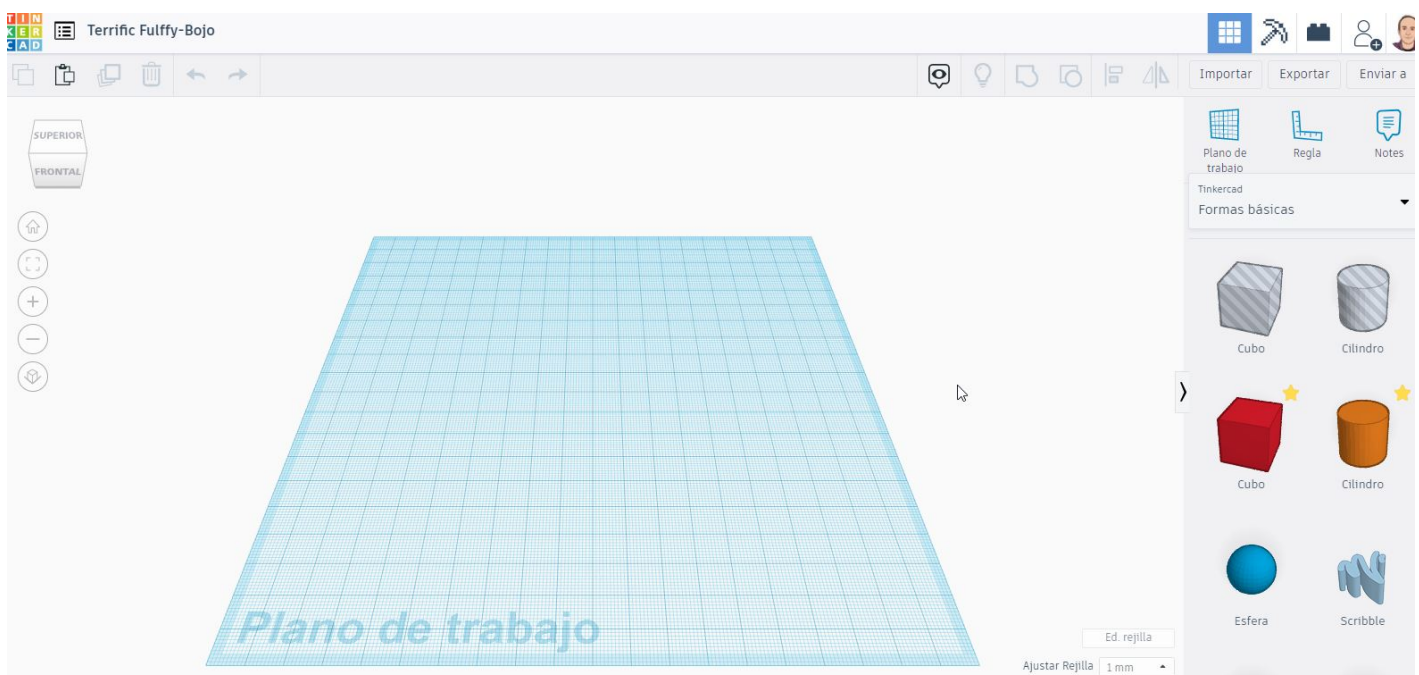 TIN
KER
CAD
Terrific Fulffy-Bojo
Importar
Exportar
Enviar a
SUPERIOR
FRONTAL
Plano de
trabajo
Regla
Notes
Tinkercad
Formas básicas
Cubo
Cilindro
Cubo
Cilindro
Esfera
Scribble
Plano de trabajo
Ed. rejilla
Ajustar Rejilla
1 mm